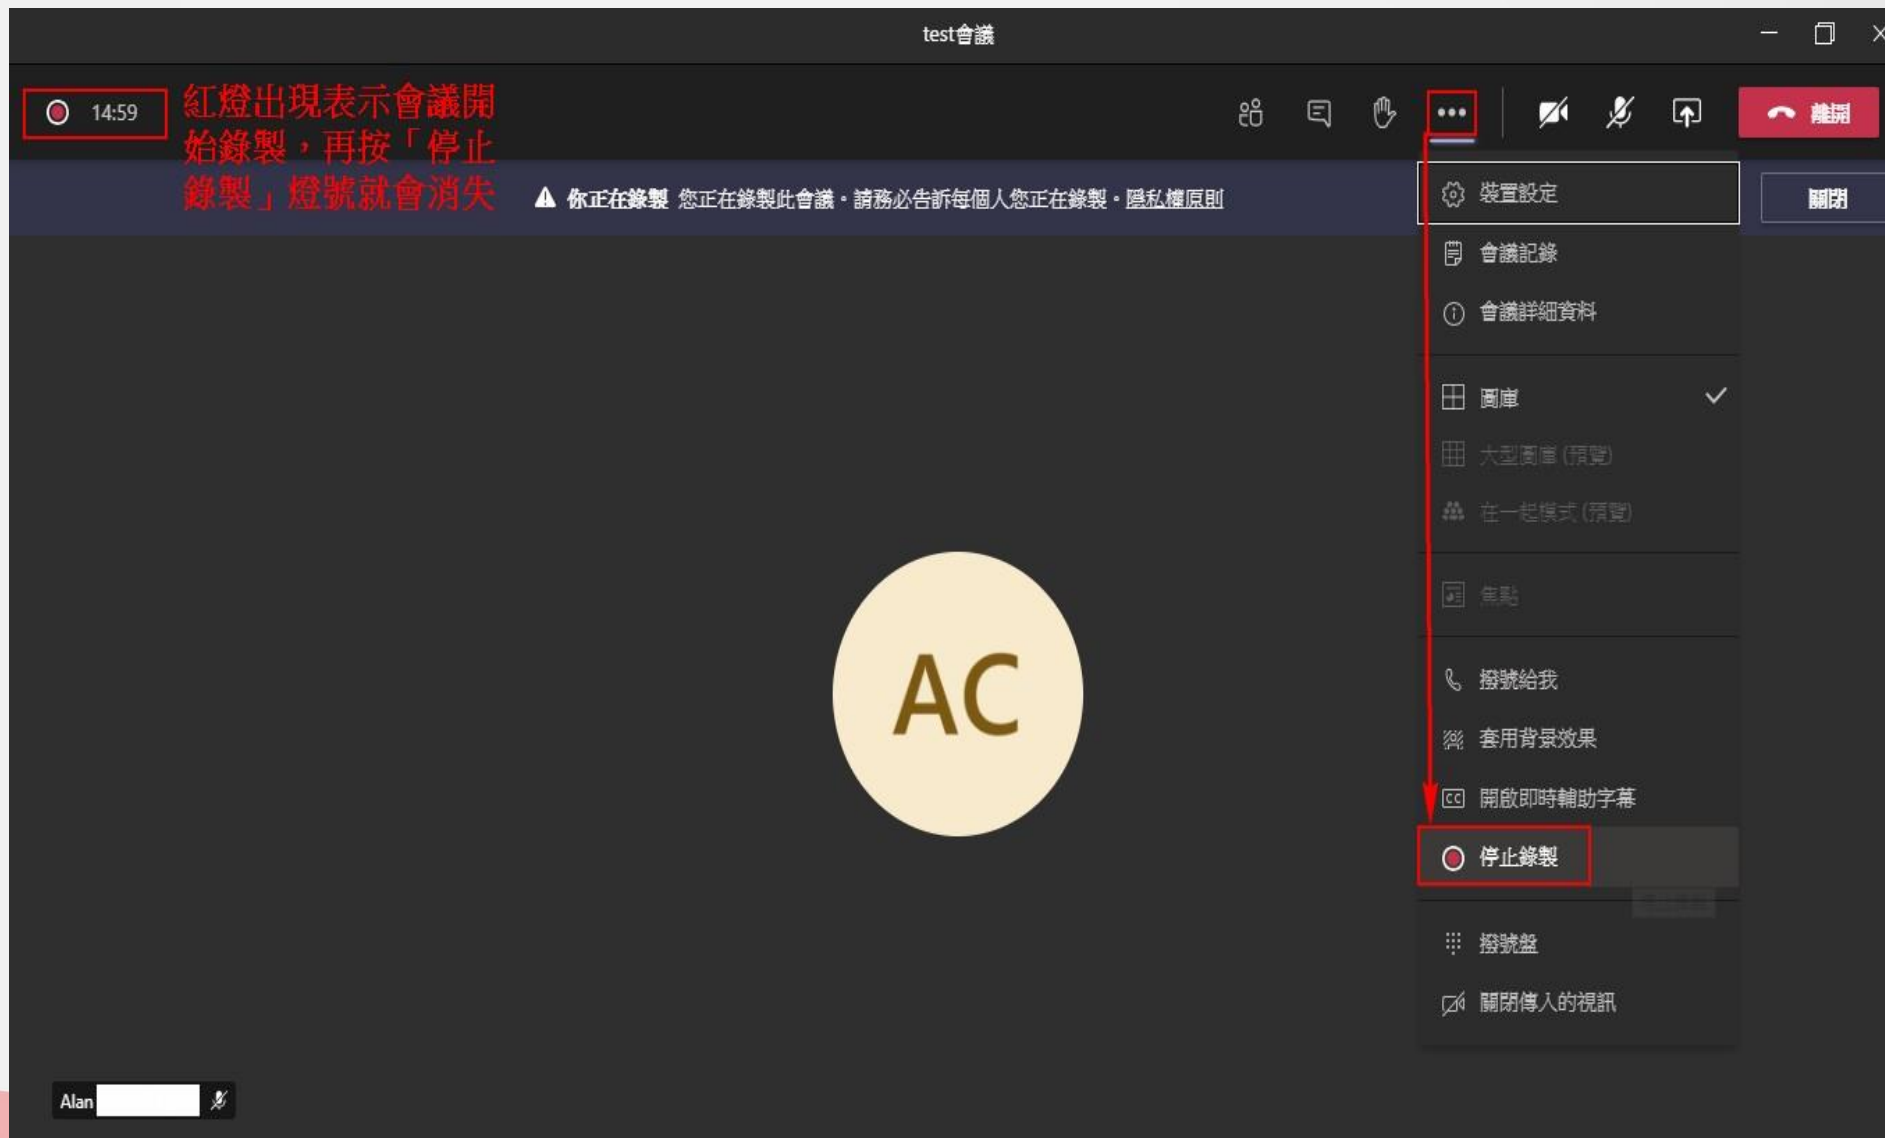 test會議
14:59
紅燈出現表示會議開
始錄製，再按「停止
錄製」燈號就會消失
離開
你正在錄製 您正在錄製此會議。請務必告訴每個人您正在錄製。隱私權原則
關閉
裝置設定
會議記錄
會議詳細資料
圖庫
大型圖庫 (預覽)
在一起模式 (預覽)
焦點
撥號給我
套用背景效果
CC 開啟即時輔助字幕
停止錄製
撥號盤
關閉傳入的視訊
AC
Alan